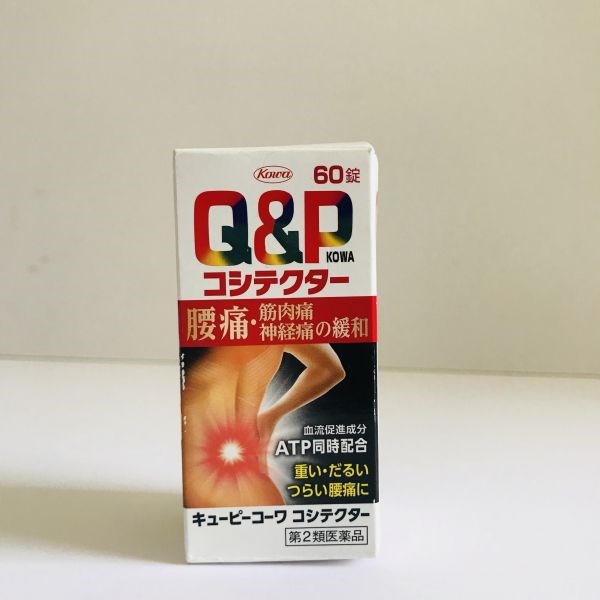 Kowa
60錠
Q&P
KOWA
コシテクター
腰痛・筋肉痛
神経痛の緩和
血流促進成分
ATP同時配合
重い・だるい
つらい腰痛に
キューピーコーワ コシテクター
第2類医薬品